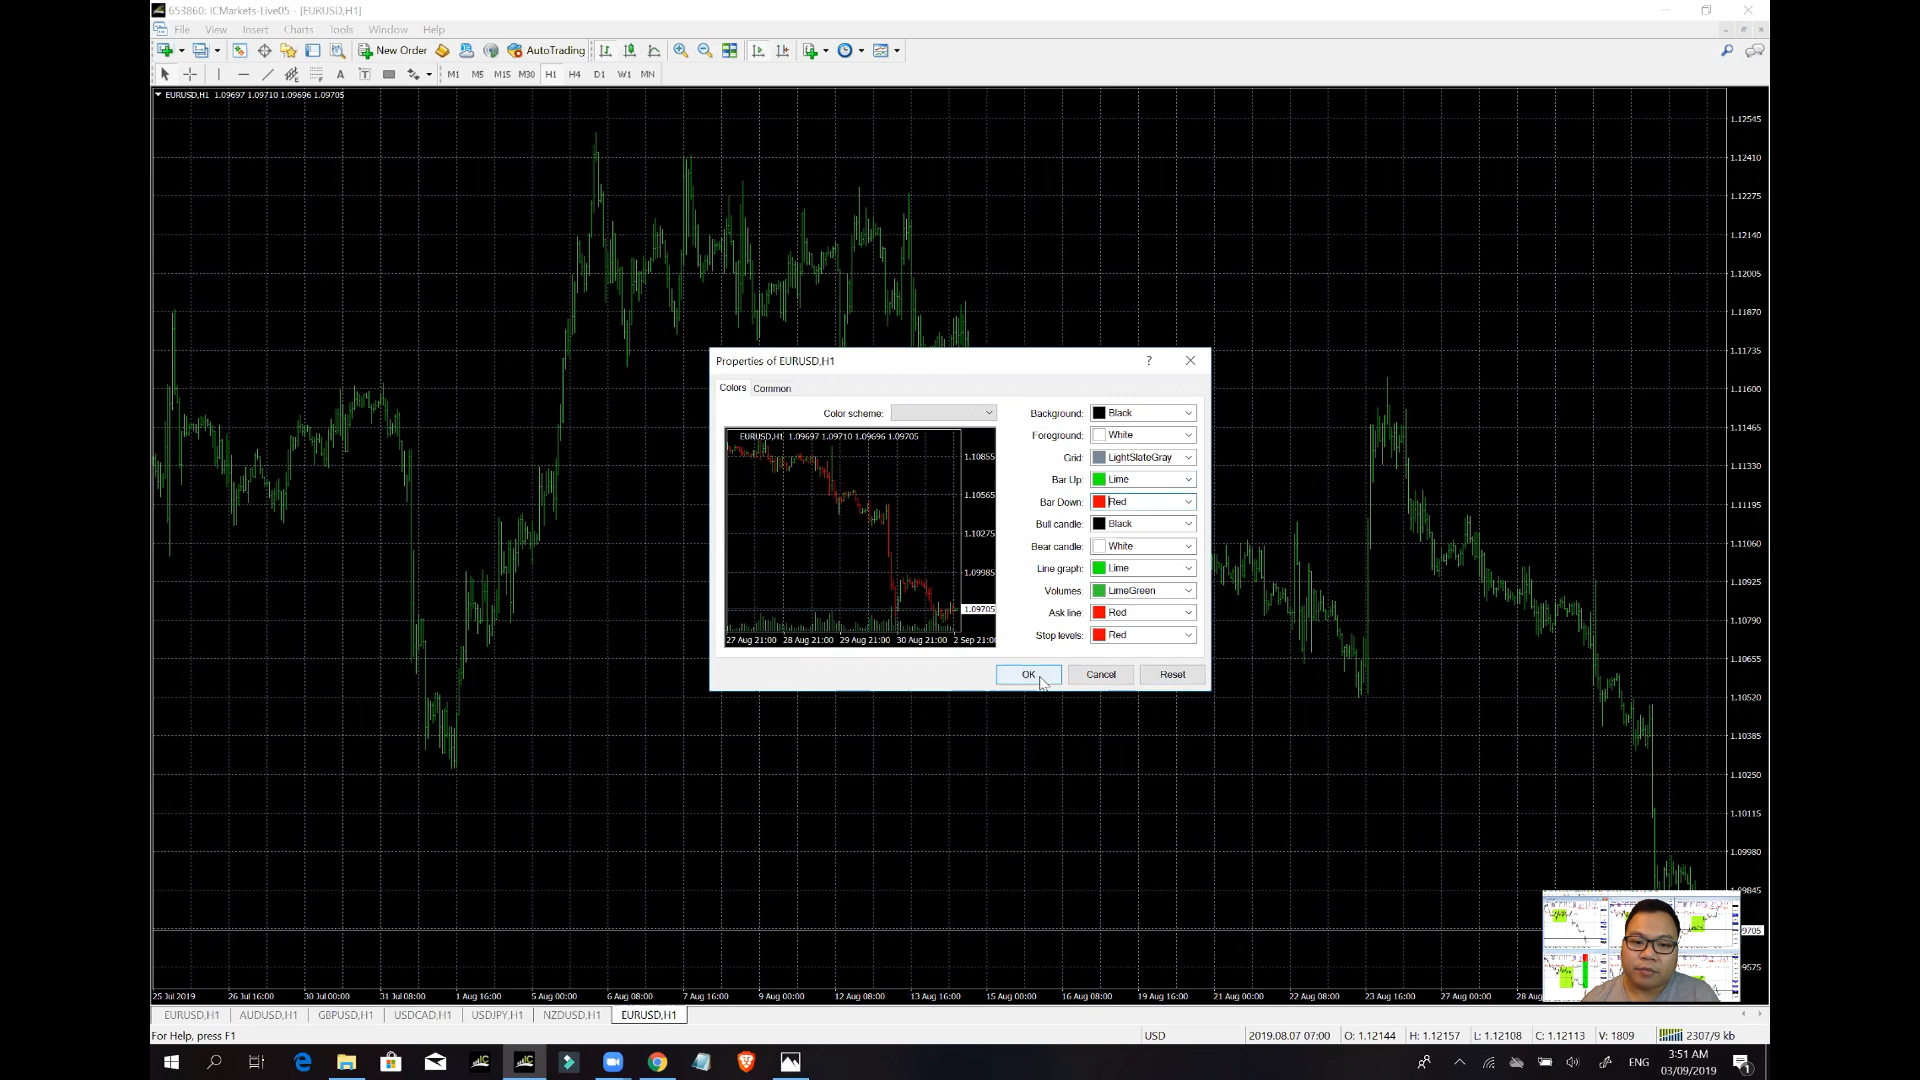 653860: ICMarkets-Live05 - [EURUSD,H1]
File View Insert Charts Tools Window Help
New Order AutoTrading
A T M1 M5 M15 M30 H1 H4 D1 W1 MN
EURUSD,H1 1.09697 1.09710 1.09696 1.09705
1.12545
1.12410
1.12275
1.12140
1.12005
1.11870
1.11735
1.11600
1.11465
1.11330
1.11195
1.11060
1.10925
1.10790
1.10655
1.10520
1.10385
1.10250
1.10115
1.09980
1.09845
9705
9575
Properties of EURUSD,H1 ?
Colors Common
Color scheme:
EURUSD,H1 1.09697 1.09710 1.09696 1.09705
1.10855
1.10565
1.10275
1.09985
1.09705
27 Aug 21:00 28 Aug 21:00 29 Aug 21:00 30 Aug 21:00 2 Sep 21:00
Background: Black
Foreground: White
Grid: LightSlateGray
Bar Up: Lime
Bar Down: Red
Bull candle: Black
Bear candle: White
Line graph: Lime
Volumes: LimeGreen
Ask line: Red
Stop levels: Red
OK Cancel Reset
25 Jul 2019 26 Jul 16:00 30 Jul 00:00 31 Jul 08:00 1 Aug 16:00 5 Aug 00:00 6 Aug 08:00 7 Aug 16:00 9 Aug 00:00 12 Aug 08:00 13 Aug 16:00 15 Aug 00:00 16 Aug 08:00 19 Aug 16:00 21 Aug 00:00 22 Aug 08:00 23 Aug 16:00 27 Aug 00:00 28 Aug
EURUSD,H1 AUDUSD,H1 GBPUSD,H1 USDCAD,H1 USDJPY,H1 NZDUSD,H1 EURUSD,H1
For Help, press F1 USD 2019.08.07 07:00 O: 1.12144 H: 1.12157 L: 1.12108 C: 1.12113 V: 1809 2307/9 kb
ENG 3:51 AM
03/09/2019